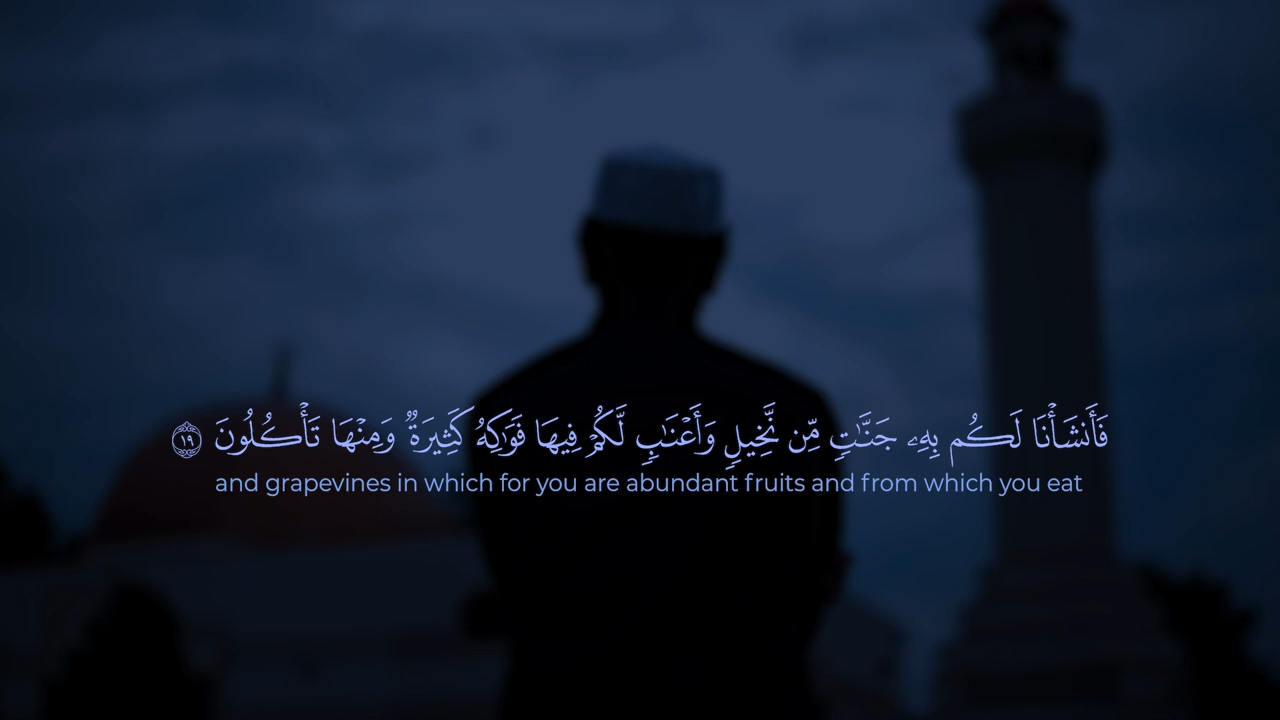 فَأَنشَأْنَا لَكُم بِهِۦ جَنَّـٰتٍ مِّن نَّخِيلٍ وَأَعْنَـٰبٍ لَّكُمْ فِيهَا فَوَٰكِهُ كَثِيرَةٌ وَمِنْهَا تَأْكُلُونَ ١٩
and grapevines in which for you are abundant fruits and from which you eat